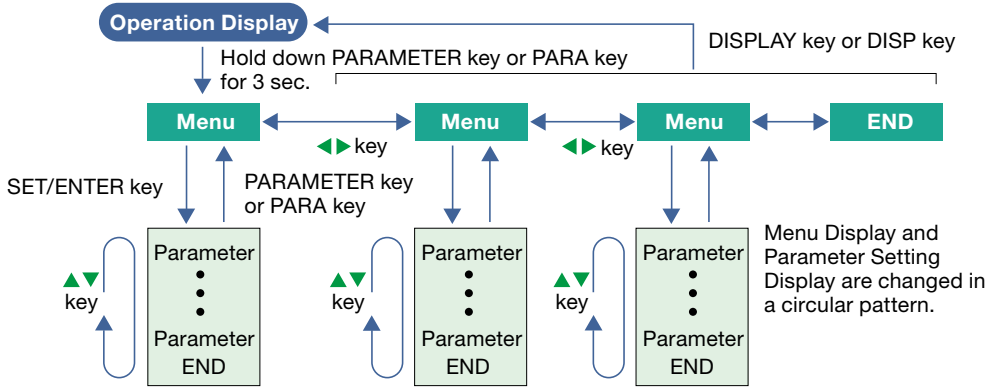 Operation Display
DISPLAY key or DISP key
Hold down PARAMETER key or PARA key
for 3 sec.
Menu
Menu
Menu
END
◀▶ key
◀▶ key
SET/ENTER key
PARAMETER key
or PARA key
Menu Display and
Parameter Setting
Display are changed in
a circular pattern.
▲▼
key
Parameter
•
•
•
Parameter
END
▲▼
key
Parameter
•
•
•
Parameter
END
▲▼
key
Parameter
•
•
•
Parameter
END